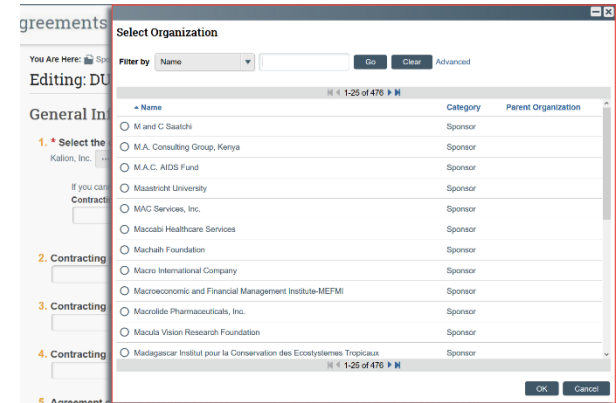 greements
You Are Here:
Editing: DU
General Inf
1. * Select the
Kalion, Inc. ...
If you can
Contracti
2. Contracting
3. Contracting
4. Contracting
5. Agreement
Select Organization
Filter by Name Go Clear Advanced
1-25 of 476
Name Category Parent Organization
M and C Saatchi Sponsor
M.A. Consulting Group, Kenya Sponsor
M.A.C. AIDS Fund Sponsor
Maastricht University Sponsor
MAC Services, Inc. Sponsor
Maccabi Healthcare Services Sponsor
Machaih Foundation Sponsor
Macro International Company Sponsor
Macroeconomic and Financial Management Institute-MEFMI Sponsor
Macrolide Pharmaceuticals, Inc. Sponsor
Macula Vision Research Foundation Sponsor
Madagascar Institut pour la Conservation des Ecostystemes Tropicaux Sponsor
1-25 of 476
OK Cancel